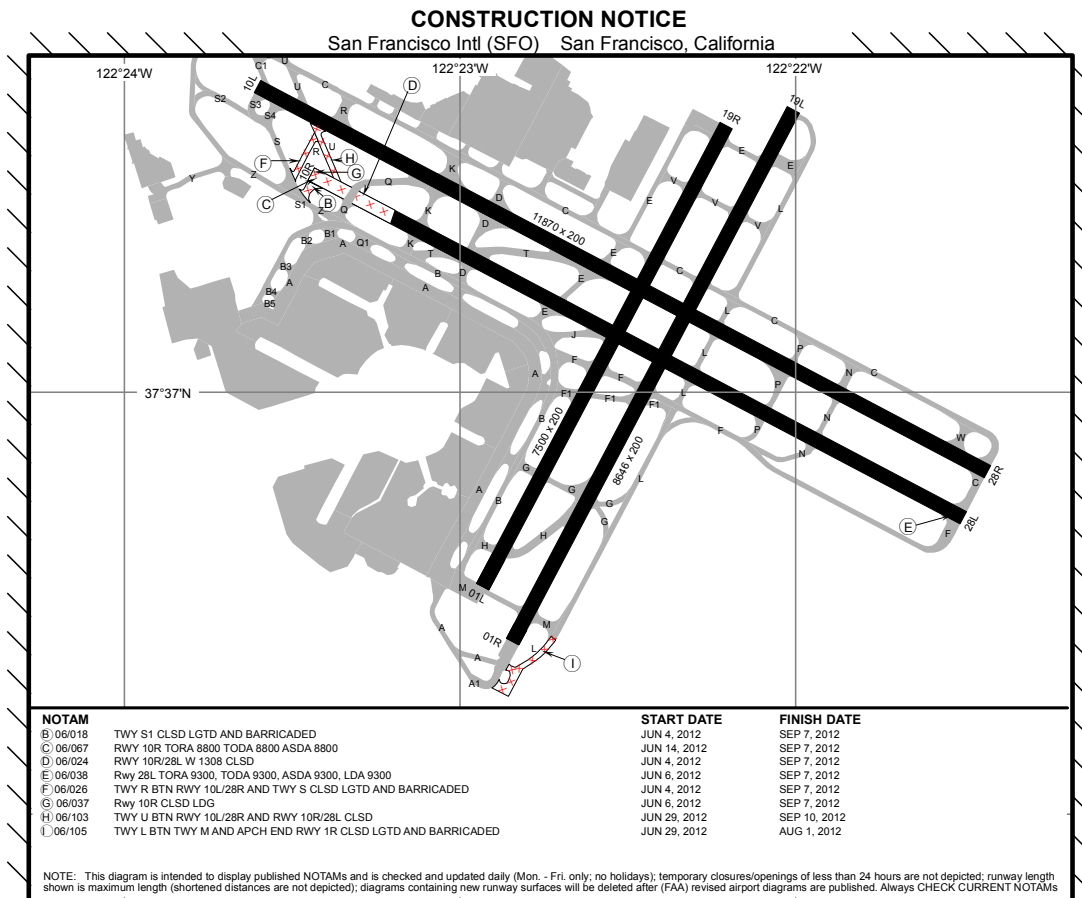 CONSTRUCTION NOTICE
San Francisco Intl (SFO) San Francisco, California
122°24'W
122°23'W
122°22'W
C1
U
10L
U
C
D
19R
19L
S2
S3
S4
R
S
R
U
H
F
10R
G
C
B
S1
Z
Z
Y
Q
Q
K
K
D
D
C
11870 x 200
E
V
V
V
E
E
L
B2
B1
A
Q1
K
T
T
E
E
C
B3
A
B4
B5
B
D
A
E
L
C
J
F
F
L
P
P
N
C
37°37'N
A
F1
F1
F1
L
B
7500 x 200
8646 x 200
F
P
N
N
W
28R
C
G
G
G
G
L
A
B
E
F
28L
H
H
M
01L
01R
M
L
I
A
A
A1
NOTAM START DATE FINISH DATE
Ⓑ 06/018 TWY S1 CLSD LGTD AND BARRICADED JUN 4, 2012 SEP 7, 2012
Ⓒ 06/067 RWY 10R TORA 8800 TODA 8800 ASDA 8800 JUN 14, 2012 SEP 7, 2012
Ⓓ 06/024 RWY 10R/28L W 1308 CLSD JUN 4, 2012 SEP 7, 2012
Ⓔ 06/038 Rwy 28L TORA 9300, TODA 9300, ASDA 9300, LDA 9300 JUN 6, 2012 SEP 7, 2012
Ⓕ 06/026 TWY R BTN RWY 10L/28R AND TWY S CLSD LGTD AND BARRICADED JUN 4, 2012 SEP 7, 2012
Ⓖ 06/037 Rwy 10R CLSD LDG JUN 6, 2012 SEP 7, 2012
Ⓗ 06/103 TWY U BTN RWY 10L/28R AND RWY 10R/28L CLSD JUN 29, 2012 SEP 10, 2012
Ⓘ 06/105 TWY L BTN TWY M AND APCH END RWY 1R CLSD LGTD AND BARRICADED JUN 29, 2012 AUG 1, 2012
NOTE: This diagram is intended to display published NOTAMs and is checked and updated daily (Mon. - Fri. only; no holidays); temporary closures/openings of less than 24 hours are not depicted; runway length
shown is maximum length (shortened distances are not depicted); diagrams containing new runway surfaces will be deleted after (FAA) revised airport diagrams are published. Always CHECK CURRENT NOTAMs